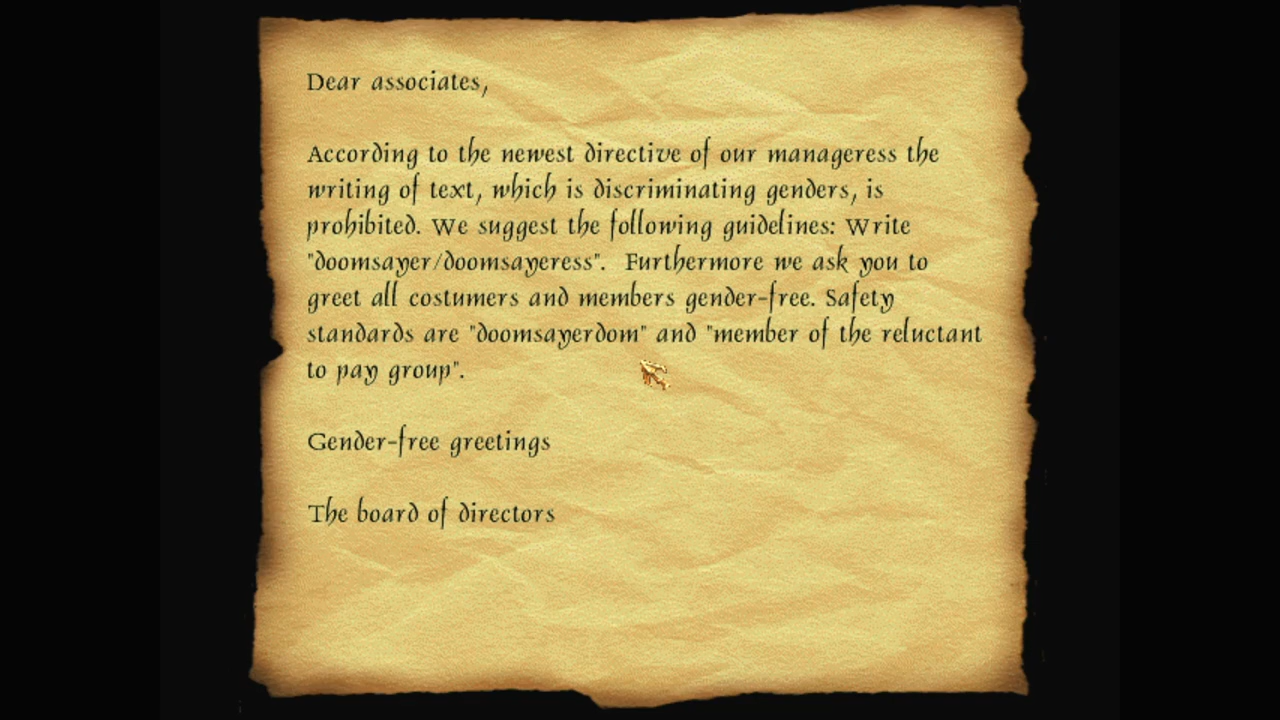 Dear associates,
According to the newest directive of our manageress the
writing of text, which is discriminating genders, is
prohibited. We suggest the following guidelines: Write
"doomsayer/doomsayeress".  Furthermore we ask you to
greet all costumers and members gender-free. Safety
standards are "doomsayerdom" and "member of the reluctant
to pay group".
Gender-free greetings
The board of directors